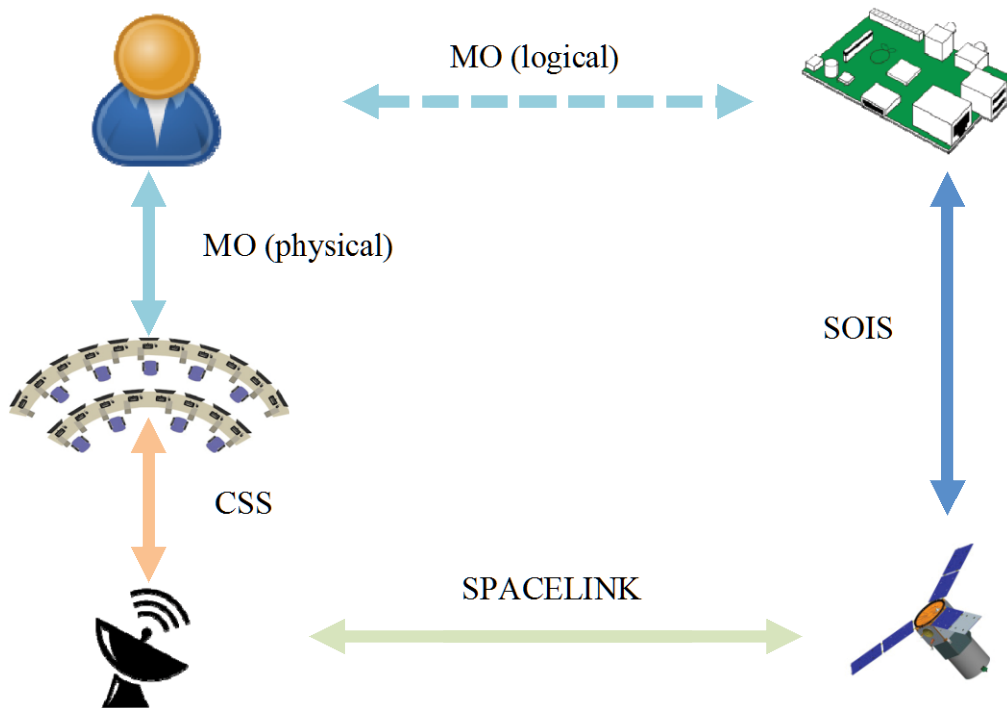 MO (logical)
MO (physical)
SOIS
CSS
SPACELINK